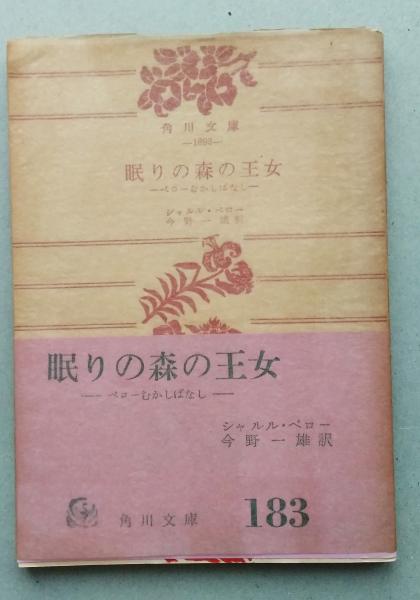 角川文庫
—1893—
眠りの森の王女
—ペローむかしばなし—
シャルル・ペロー
今野一雄訳
眠りの森の王女
—— ペローむかしばなし ——
シャルル・ペロー
今野一雄訳
角川文庫
183